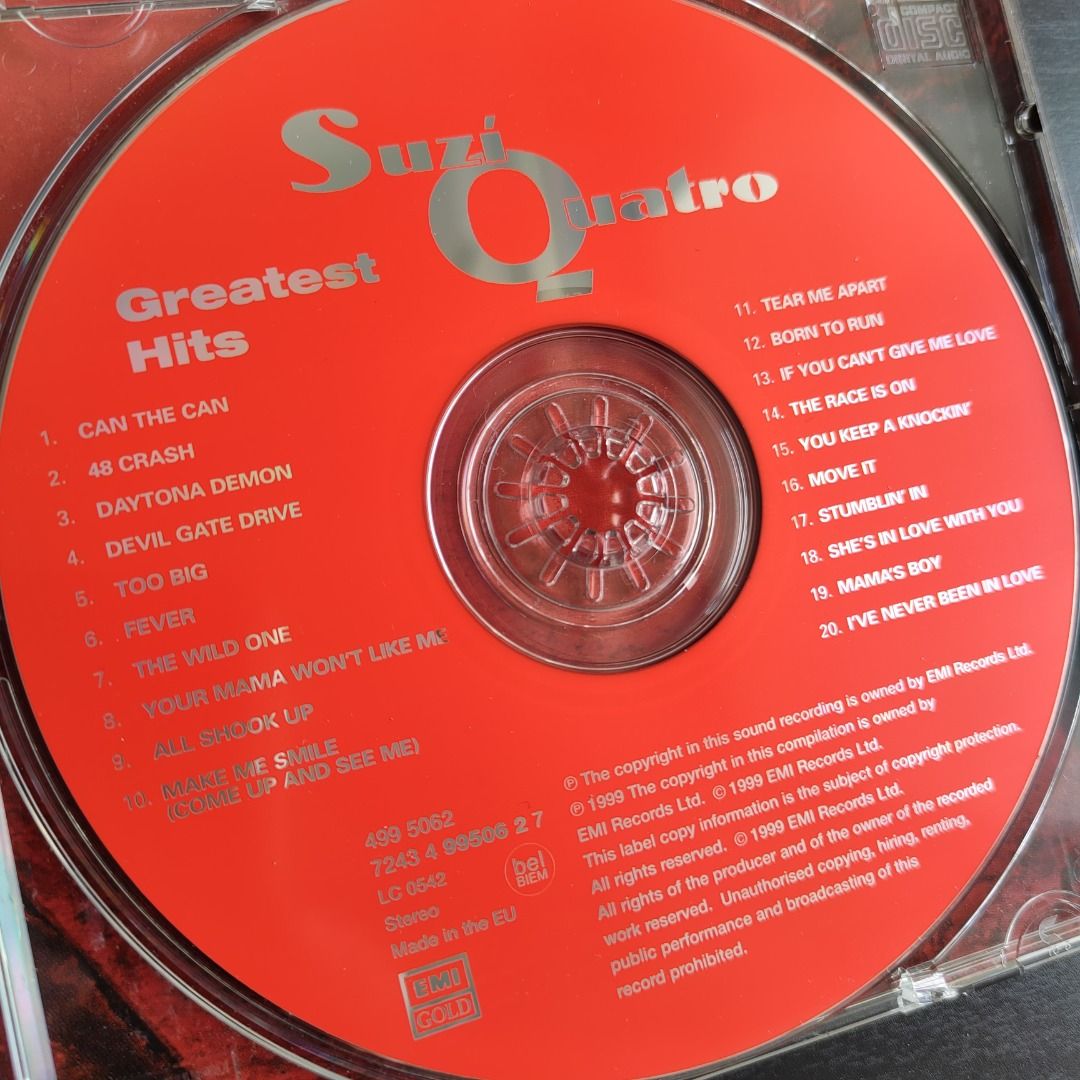 COMPACT
disc
DIGITAL AUDIO
Suzi
Quatro
Greatest
Hits
1. CAN THE CAN
2. 48 CRASH
3. DAYTONA DEMON
4. DEVIL GATE DRIVE
5. TOO BIG
6. FEVER
7. THE WILD ONE
8. YOUR MAMA WON'T LIKE ME
9. ALL SHOOK UP
10. MAKE ME SMILE
(COME UP AND SEE ME)
11. TEAR ME APART
12. BORN TO RUN
13. IF YOU CAN'T GIVE ME LOVE
14. THE RACE IS ON
15. YOU KEEP A KNOCKIN'
16. MOVE IT
17. STUMBLIN' IN
18. SHE'S IN LOVE WITH YOU
19. MAMA'S BOY
20. I'VE NEVER BEEN IN LOVE
499 5062
7243 4 99506 2 7
LC 0542
Stereo
Made in the EU
bel
BIEM
EMI
GOLD
℗ The copyright in this sound recording is owned by EMI Records Ltd.
℗ 1999 The copyright in this compilation is owned by
EMI Records Ltd. © 1999 EMI Records Ltd.
This label copy information is the subject of copyright protection.
All rights reserved. © 1999 EMI Records Ltd.
All rights of the producer and of the owner of the recorded
work reserved. Unauthorised copying, hiring, renting,
public performance and broadcasting of this
record prohibited.